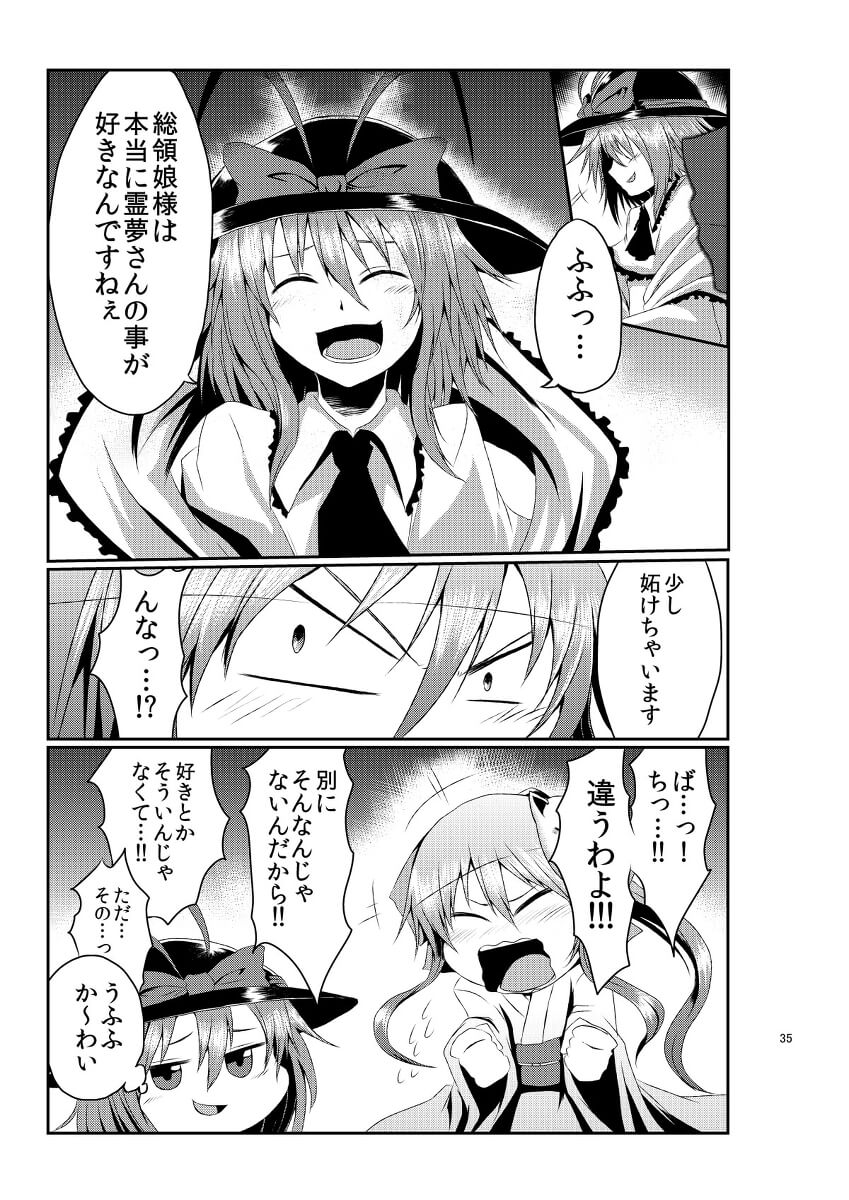 ふふっ…
総領娘様は
本当に霊夢さんの事が
好きなんですねぇ
少し
妬けちゃいます
んなっ…!?
ば…っ!
ちっ…!!
違うわよ!!!
別に
そんなんじゃ
ないんだから!!
好きとか
そういんじゃ
なくて…!!
ただ…
その…っ
うふふ
か～わい
35